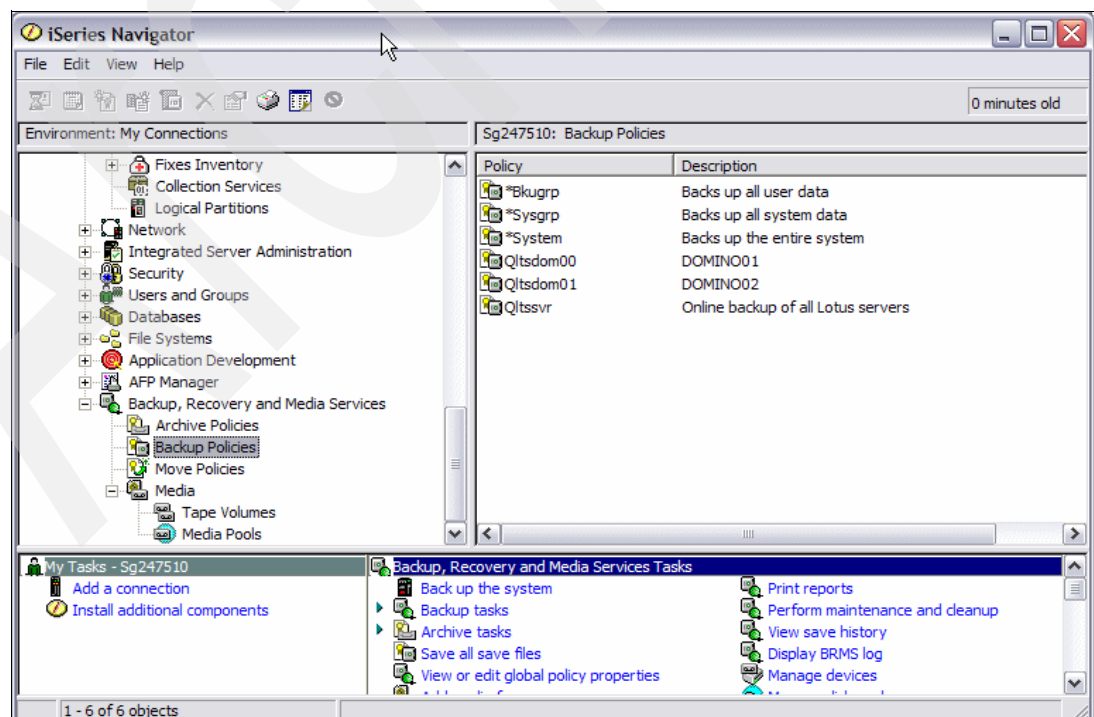 iSeries Navigator
File Edit View Help
0 minutes old
Environment: My Connections
Sg247510: Backup Policies
Fixes Inventory
Collection Services
Logical Partitions
Network
Integrated Server Administration
Security
Users and Groups
Databases
File Systems
Application Development
AFP Manager
Backup, Recovery and Media Services
Archive Policies
Backup Policies
Move Policies
Media
Tape Volumes
Media Pools
Policy Description
*Bkugrp Backs up all user data
*Sysgrp Backs up all system data
*System Backs up the entire system
Qltsdom00 DOMINO01
Qltsdom01 DOMINO02
Qltssvr Online backup of all Lotus servers
My Tasks - Sg247510
Add a connection
Install additional components
Backup, Recovery and Media Services Tasks
Back up the system
Backup tasks
Archive tasks
Save all save files
View or edit global policy properties
Print reports
Perform maintenance and cleanup
View save history
Display BRMS log
Manage devices
1 - 6 of 6 objects